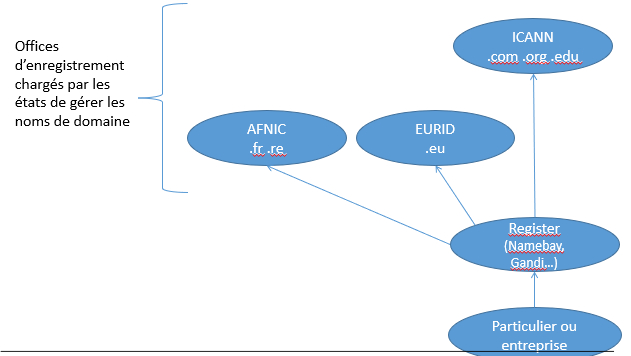 Offices
d'enregistrement
chargés par les
états de gérer les
noms de domaine
ICANN
.com .org .edu
AFNIC
.fr .re
EURID
.eu
Register
(Namebay,
Gandi…)
Particulier ou
entreprise